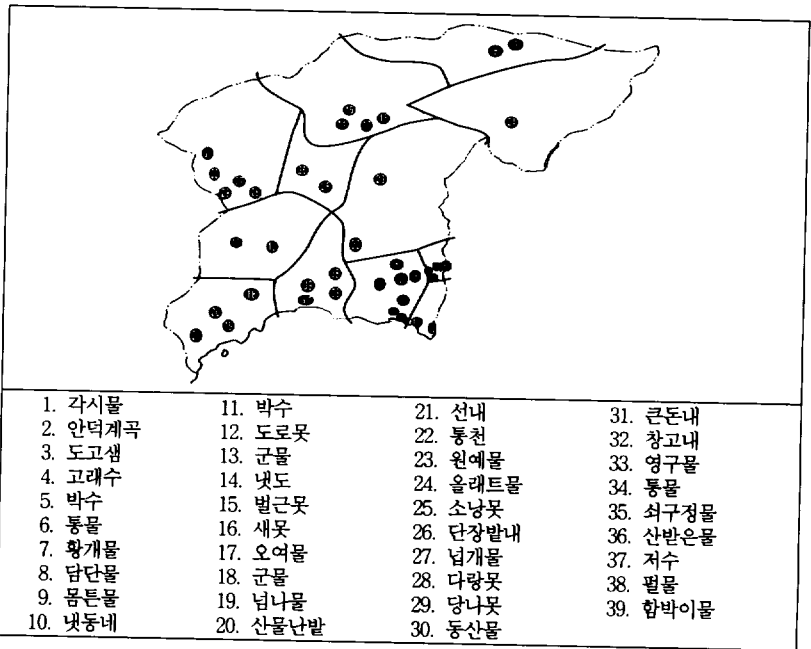 1. 각시물
2. 안덕계곡
3. 도고샘
4. 고래수
5. 박수
6. 통물
7. 황개물
8. 담단물
9. 몸튼물
10. 냇동네
11. 박수
12. 도로못
13. 군물
14. 냇도
15. 벌근못
16. 새못
17. 오여물
18. 군물
19. 넙나물
20. 산물난밭
21. 선내
22. 통천
23. 원예물
24. 올래트물
25. 소낭못
26. 단장밭내
27. 넙개물
28. 다랑못
29. 당나못
30. 동산물
31. 큰돈내
32. 창고내
33. 영구물
34. 통물
35. 쇠구정물
36. 산받은물
37. 저수
38. 펄물
39. 함박이물